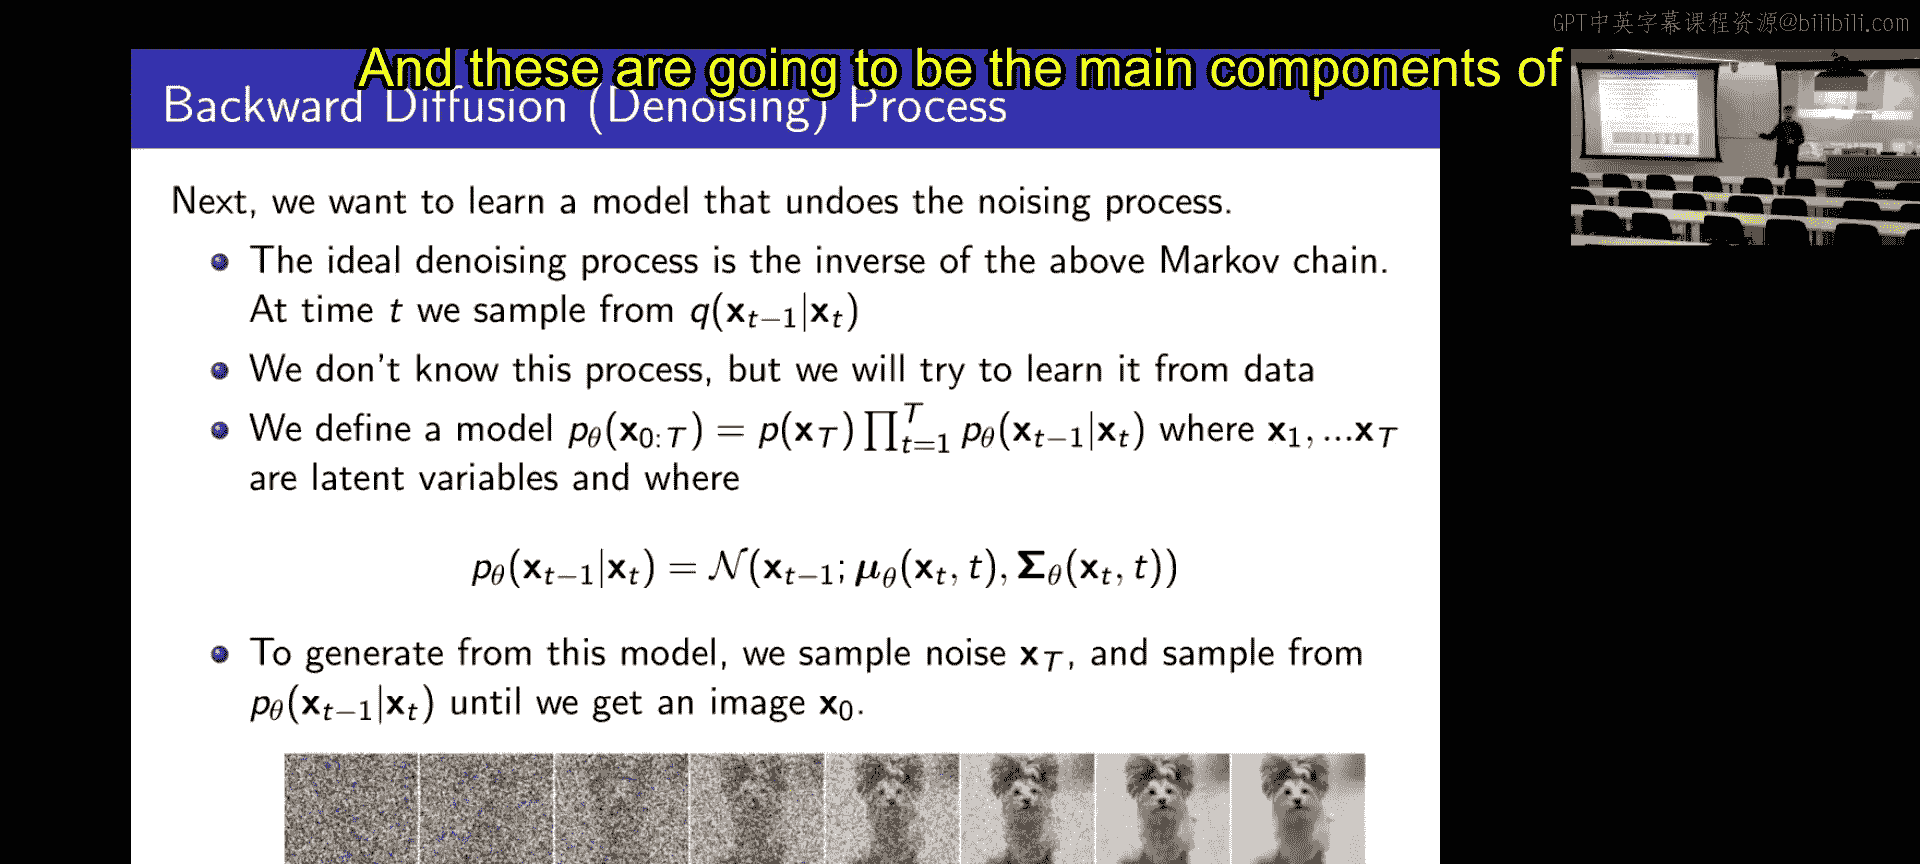 GPT中英字幕课程资源@bilibili.com
And these are going to be the main components of
Backward Diffusion (Denoising) Process
Next, we want to learn a model that undoes the noising process.
The ideal denoising process is the inverse of the above Markov chain.
At time t we sample from q(x_{t−1}|x_t)
We don't know this process, but we will try to learn it from data
We define a model p_θ(x_{0:T}) = p(x_T) ∏_{t=1}^T p_θ(x_{t−1}|x_t) where x_1, ...x_T
are latent variables and where
p_θ(x_{t−1}|x_t) = 𝒩(x_{t−1}; μ_θ(x_t, t), Σ_θ(x_t, t))
To generate from this model, we sample noise x_T, and sample from
p_θ(x_{t−1}|x_t) until we get an image x_0.